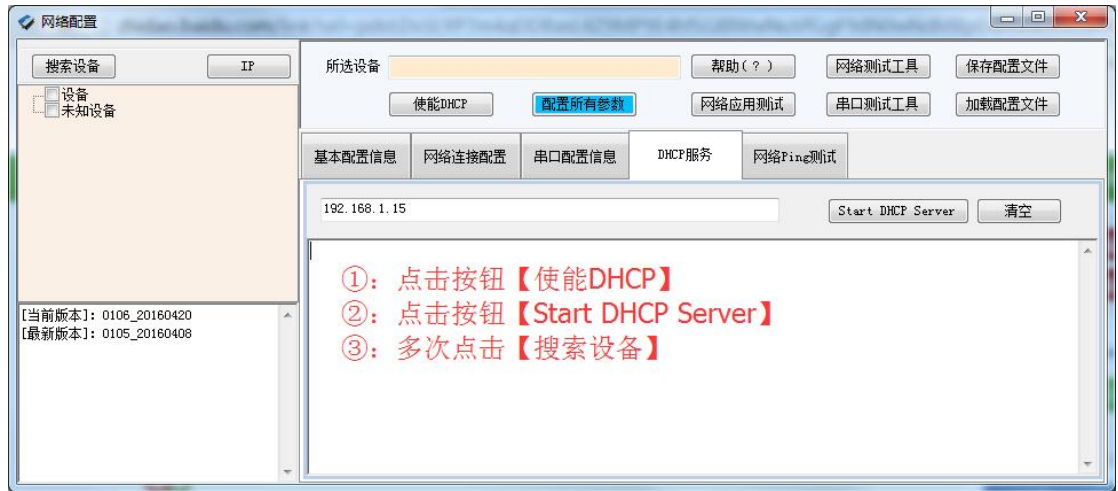 网络配置
搜索设备
IP
设备
未知设备
[当前版本]: 0106_20160420
[最新版本]: 0105_20160408
所选设备
帮助(?)
网络测试工具
保存配置文件
使能DHCP
配置所有参数
网络应用测试
串口测试工具
加载配置文件
基本配置信息
网络连接配置
串口配置信息
DHCP服务
网络Ping测试
192.168.1.15
Start DHCP Server
清空
①：点击按钮【使能DHCP】
②：点击按钮【Start DHCP Server】
③：多次点击【搜索设备】